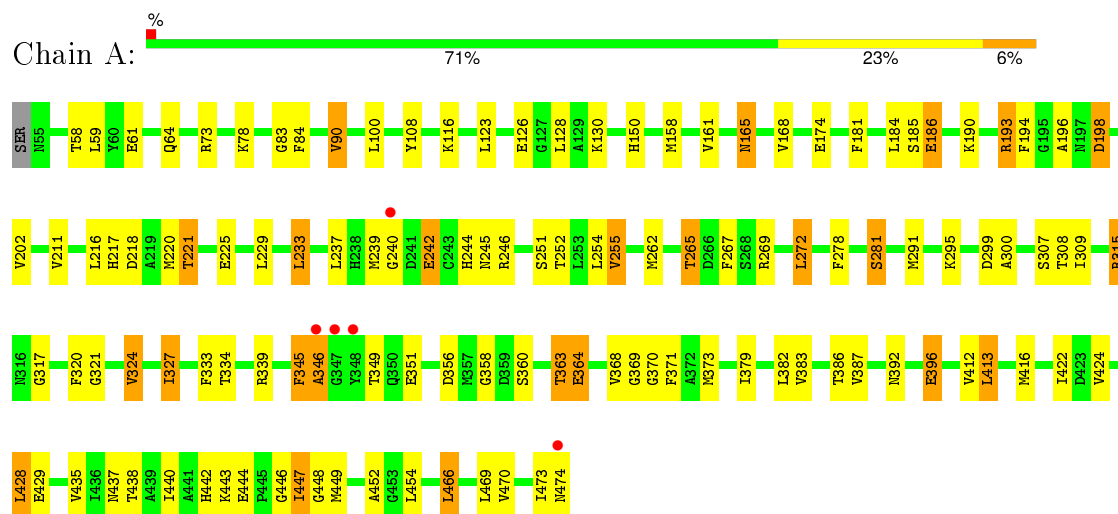 %
Chain A:
71% 23% 6%
SER N55 T58 L59 Y60 E61 Q64 R73 K78 G83 F84 V90 L100 Y108 K116 L123 E126 G127 L128 A129 K130 H150 M158 V161 N165 V168 E174 F181 L184 S185 E186 K190 R193 F194 G195 A196 N197 D198
V202 V211 L216 H217 D218 A219 M220 T221 E225 L229 L233 L237 H238 M239 G240 D241 E242 C243 H244 N245 R246 S251 T252 L253 L254 V255 M262 T265 D266 F267 S268 R269 L272 F278 S281 M291 K295 D299 A300 S307 T308 I309
N316 G317 F320 G321 V324 I327 F333 T334 R339 F345 A346 G347 Y348 T349 Q350 E351 D356 M357 G358 D359 S360 T363 E364 V368 G369 G370 F371 A372 M373 I379 L382 V383 T386 V387 N392 E396 V412 L413 M416 I422 D423 V424
L428 E429 V435 I436 N437 T438 A439 I440 A441 H442 K443 E444 P445 G446 I447 G448 M449 A452 G453 L454 L466 L469 V470 I473 N474